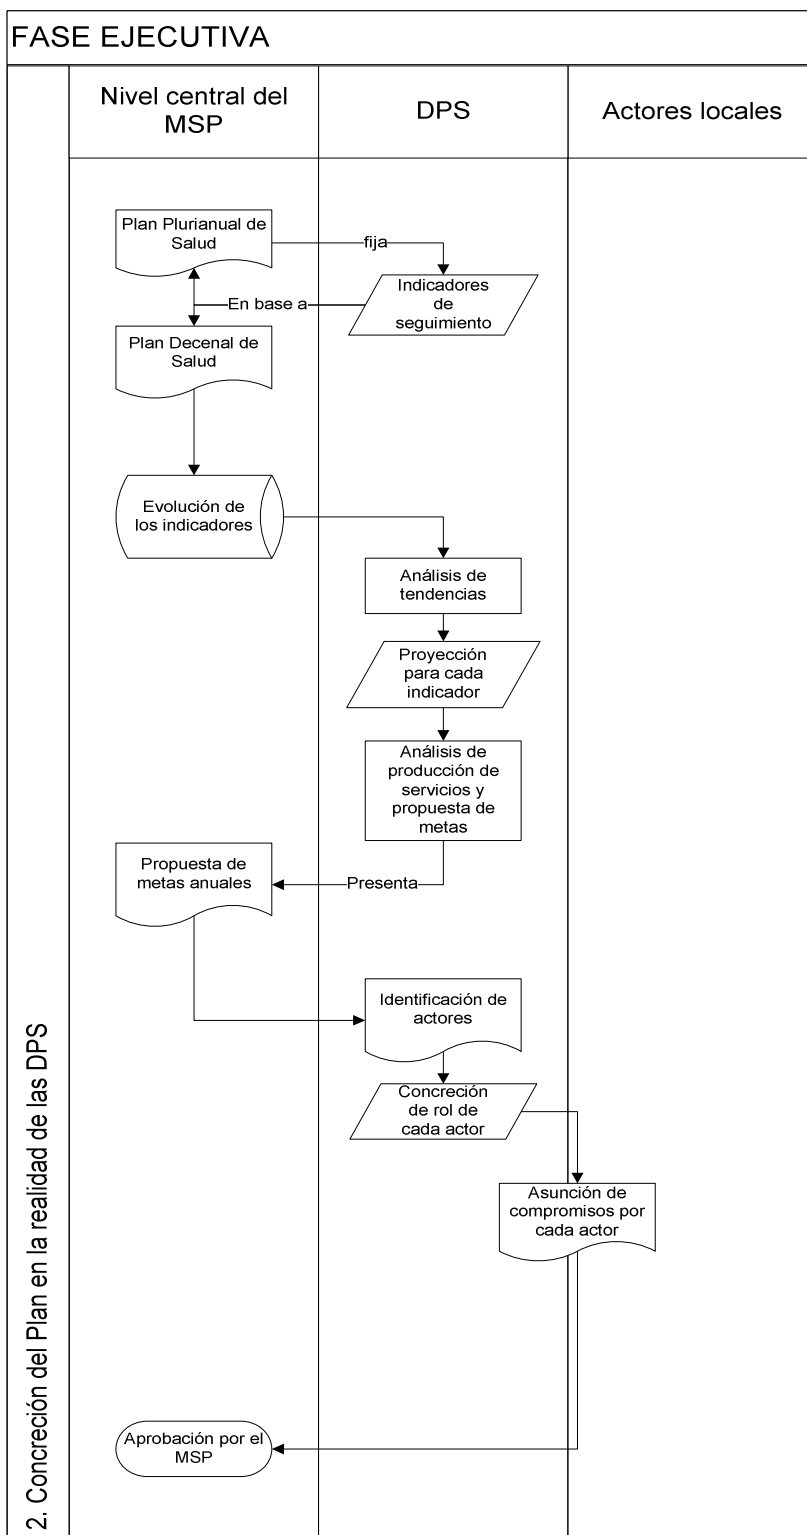 FASE EJECUTIVA
Nivel central del
MSP
DPS
Actores locales
Plan Plurianual de
Salud
fija
Indicadores
de
seguimiento
En base a
Plan Decenal de
Salud
Evolución de
los indicadores
Análisis de
tendencias
Proyección
para cada
indicador
Análisis de
producción de
servicios y
propuesta de
metas
Propuesta de
metas anuales
Presenta
Identificación de
actores
Concreción
de rol de
cada actor
Asunción de
compromisos por
cada actor
Aprobación por el
MSP
2. Concreción del Plan en la realidad de las DPS